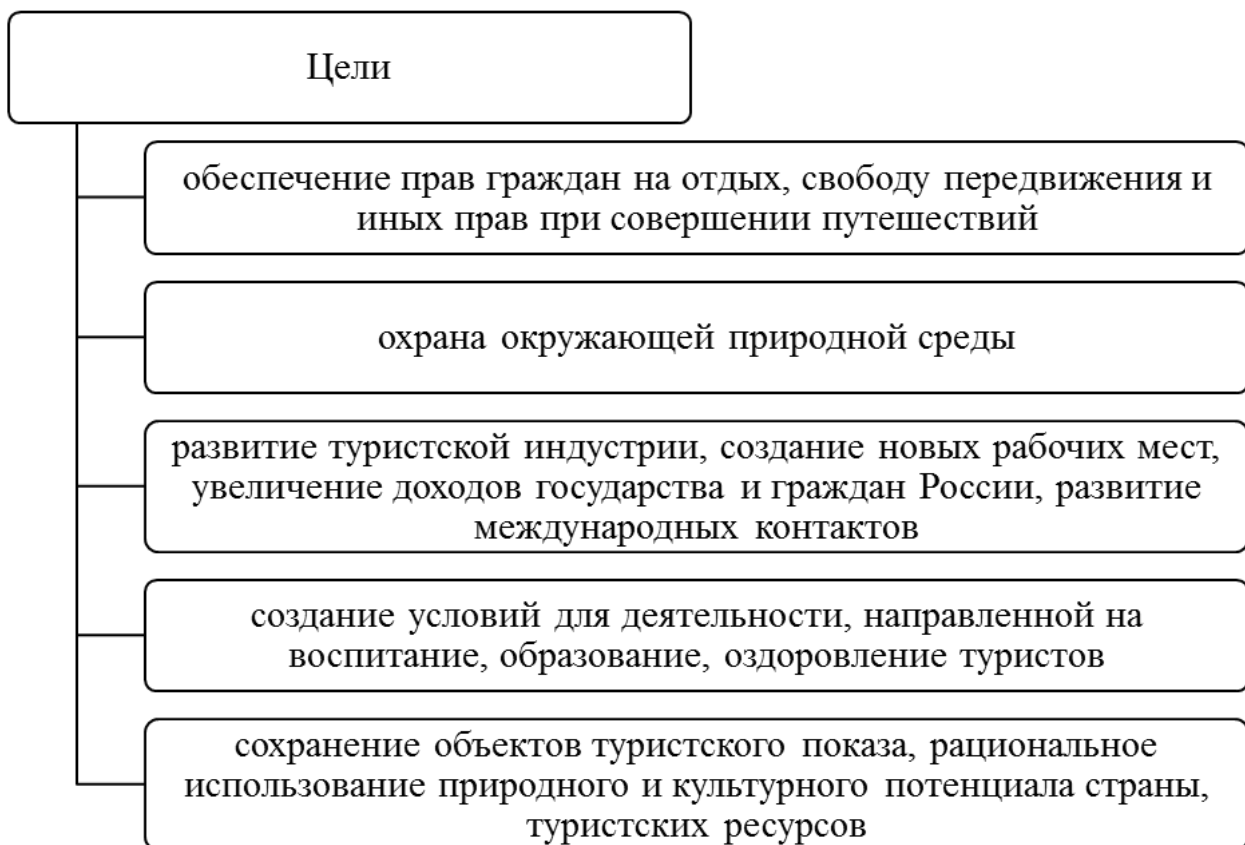 Цели
обеспечение прав граждан на отдых, свободу передвижения и
иных прав при совершении путешествий
охрана окружающей природной среды
развитие туристской индустрии, создание новых рабочих мест,
увеличение доходов государства и граждан России, развитие
международных контактов
создание условий для деятельности, направленной на
воспитание, образование, оздоровление туристов
сохранение объектов туристского показа, рациональное
использование природного и культурного потенциала страны,
туристских ресурсов